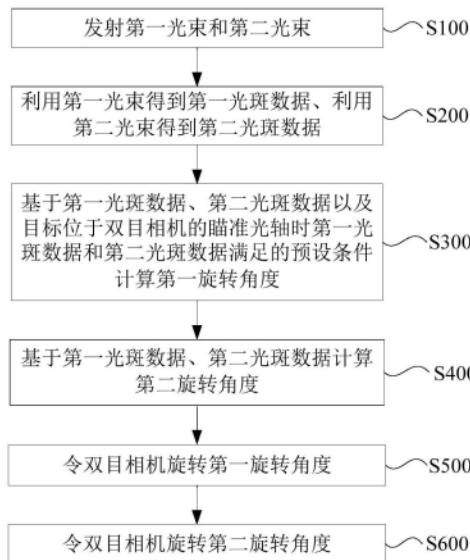 发射第一光束和第二光束
S100
利用第一光束得到第一光斑数据、利用
第二光束得到第二光斑数据
S200
基于第一光斑数据、第二光斑数据以及
目标位于双目相机的瞄准光轴时第一光
斑数据和第二光斑数据满足的预设条件
计算第一旋转角度
S300
基于第一光斑数据、第二光斑数据计算
第二旋转角度
S400
令双目相机旋转第一旋转角度
S500
令双目相机旋转第二旋转角度
S600